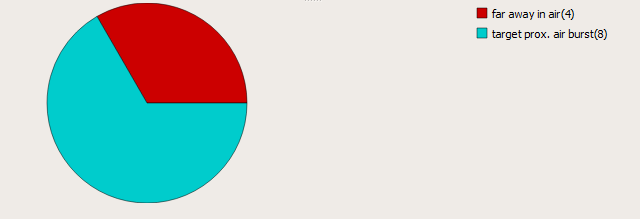 far away in air(4)
target prox. air burst(8)